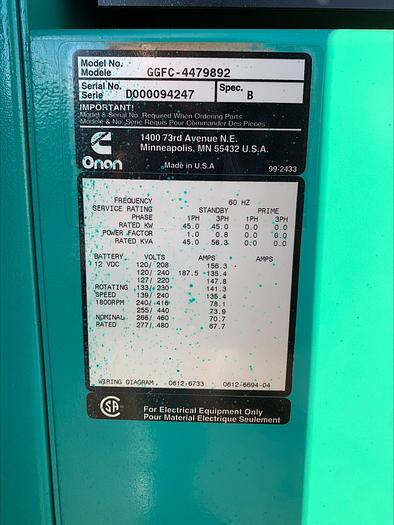 Model No.
Modele GGFC-4479892
Serial No. Spec.
Serie D000094247 B
IMPORTANT!
Model & Serial No. Required When Ordering Parts
Modele & No. Serie Requis Pour Commander Des Pieces
Onan
1400 73rd Avenue N.E.
Minneapolis, MN 55432 U.S.A.
Made in U.S.A
99-2433
FREQUENCY 60 HZ
SERVICE RATING STANDBY PRIME
PHASE 1PH 3PH 1PH 3PH
RATED KW 45.0 45.0 0.0 0.0
POWER FACTOR 1.0 0.8 0.0 0.0
RATED KVA 45.0 56.3 0.0 0.0
BATTERY VOLTS AMPS AMPS
12 VDC 120/ 208 156.3
120/ 240 187.5 135.4
127/ 220 147.8
ROTATING 133/ 230 141.3
SPEED 139/ 240 135.4
1800RPM 240/ 416 78.1
255/ 440 73.9
NOMINAL 266/ 460 70.7
RATED 277/ 480 67.7
WIRING DIAGRAM 0612-6733 0612-6694-04
SA
For Electrical Equipment Only
Pour Material Electrique Seulement